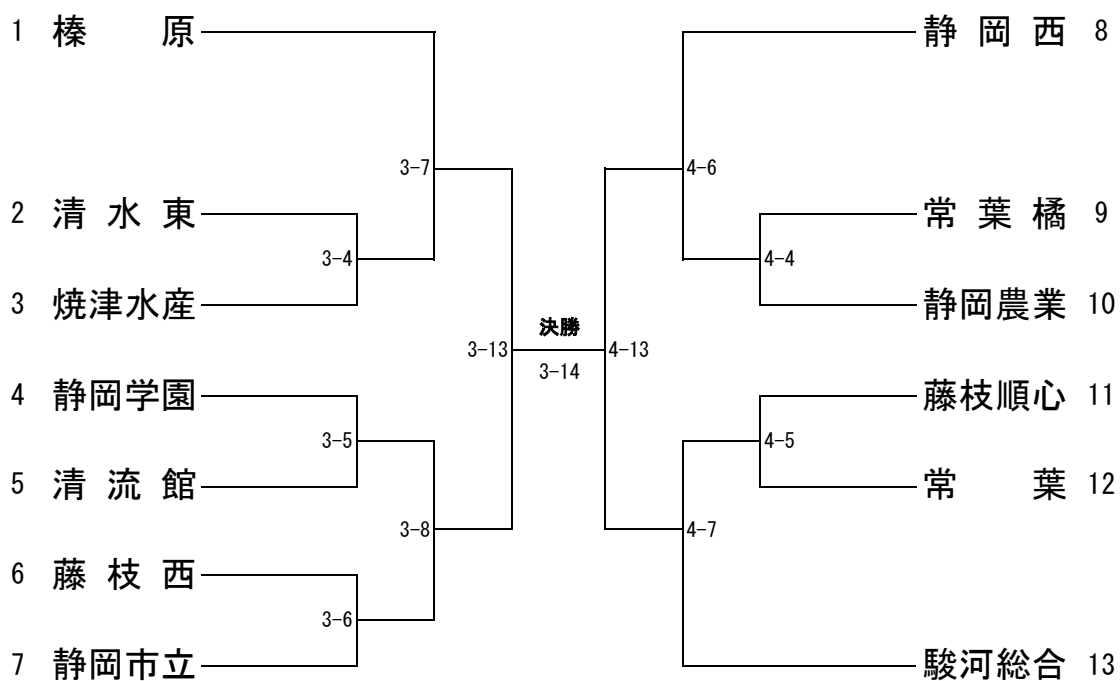 1 榛原
2 清水東
3 焼津水産
4 静岡学園
5 清流館
6 藤枝西
7 静岡市立
3-7
3-4
3-5
3-8
3-6
3-13
決勝
3-14
4-13
4-6
4-4
4-5
4-7
静岡西 8
常葉橘 9
静岡農業 10
藤枝順心 11
常葉 12
駿河総合 13